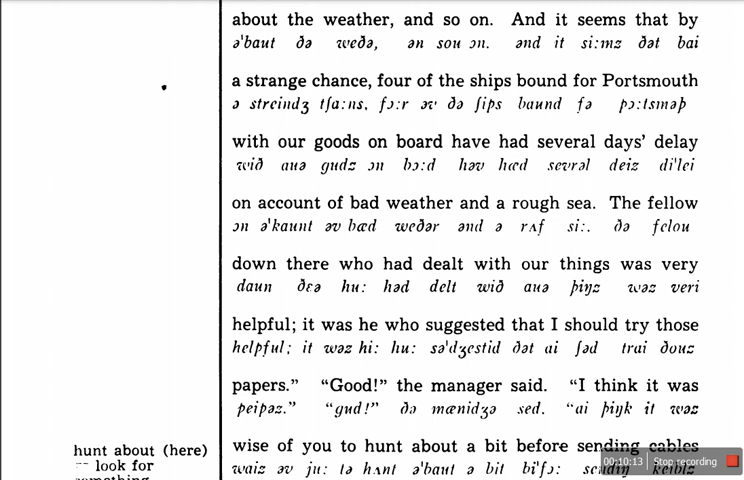 about the weather, and so on. And it seems that by
ə'baut ðə weðə, ən sou ɔn. ənd it si:mz ðət bai
a strange chance, four of the ships bound for Portsmouth
ə streindʒ tʃa:ns, fɔ:r əv ðə ʃips baund fə pɔ:tsməþ
with our goods on board have had several days' delay
wið auə gudz ɔn bɔ:d həv hæd sevrəl deiz di'lei
on account of bad weather and a rough sea. The fellow
ɔn ə'kaunt əv bæd weðər ənd ə rʌf si:. ðə felou
down there who had dealt with our things was very
daun ðɛə hu: həd delt wið auə þiŋz wəz veri
helpful; it was he who suggested that I should try those
helpful; it wəz hi: hu: sə'dʒestid ðət ai ʃəd trai ðouz
papers." "Good!" the manager said. "I think it was
peipəz." "gud!" ðə mænidʒə sed. "ai þiŋk it wəz
hunt about (here)
-- look for
wise of you to hunt about a bit before sending cables
waiz əv ju: tə hʌnt ə'baut ə bit bi'fɔ:
00:10:13 Stop recording